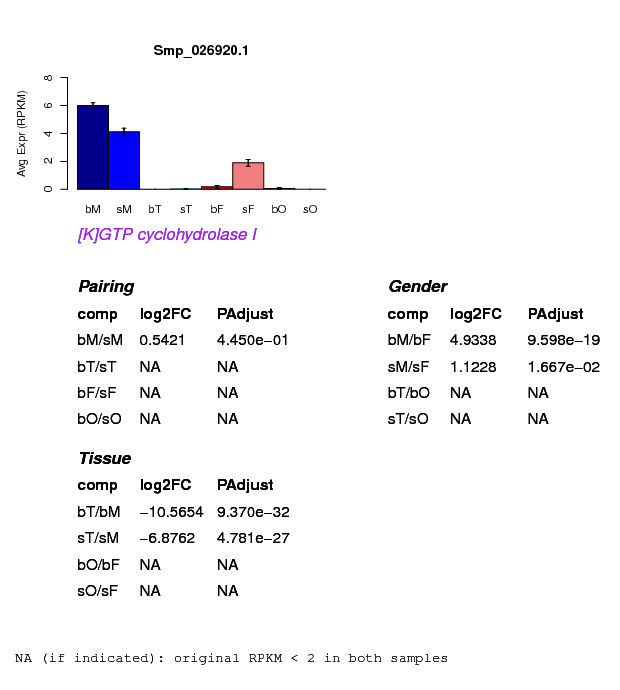 Smp_026920.1
Avg Expr (RPKM)
8
6
4
2
0
bM sM bT sT bF sF bO sO
[K]GTP cyclohydrolase I
Pairing
comp log2FC PAdjust
bM/sM 0.5421 4.450e−01
bT/sT NA NA
bF/sF NA NA
bO/sO NA NA
Gender
comp log2FC PAdjust
bM/bF 4.9338 9.598e−19
sM/sF 1.1228 1.667e−02
bT/bO NA NA
sT/sO NA NA
Tissue
comp log2FC PAdjust
bT/bM −10.5654 9.370e−32
sT/sM −6.8762 4.781e−27
bO/bF NA NA
sO/sF NA NA
NA (if indicated): original RPKM < 2 in both samples